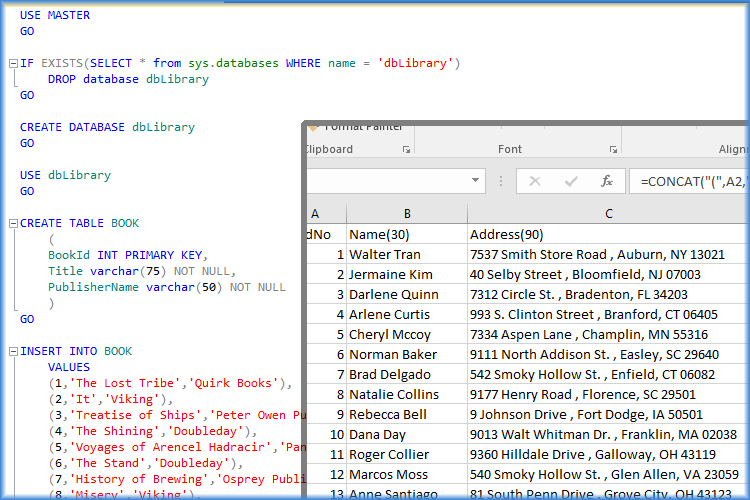 USE MASTER
GO
IF EXISTS(SELECT * from sys.databases WHERE name = 'dbLibrary')
DROP database dbLibrary
GO
CREATE DATABASE dbLibrary
GO
USE dbLibrary
GO
CREATE TABLE BOOK
(
BookId INT PRIMARY KEY,
Title varchar(75) NOT NULL,
PublisherName varchar(50) NOT NULL
)
GO
INSERT INTO BOOK
VALUES
(1,'The Lost Tribe','Quirk Books'),
(2,'It','Viking'),
(3,'Treatise of Ships','Peter Owen Pu
(4,'The Shining','Doubleday'),
(5,'Voyages of Arencel Hadracir','Pan
(6,'The Stand','Doubleday'),
(7,'History of Brewing','Osprey Publi
(8,'Misery','Viking'),
Format Painter
Clipboard Font Alignm
fx =CONCAT("(",A2,"
A B C
dNo Name(30) Address(90)
1 Walter Tran 7537 Smith Store Road , Auburn, NY 13021
2 Jermaine Kim 40 Selby Street , Bloomfield, NJ 07003
3 Darlene Quinn 7312 Circle St. , Bradenton, FL 34203
4 Arlene Curtis 993 S. Clinton Street , Branford, CT 06405
5 Cheryl Mccoy 7334 Aspen Lane , Champlin, MN 55316
6 Norman Baker 9111 North Addison St. , Easley, SC 29640
7 Brad Delgado 542 Smoky Hollow St. , Enfield, CT 06082
8 Natalie Collins 9177 Henry Road , Florence, SC 29501
9 Rebecca Bell 9 Johnson Drive , Fort Dodge, IA 50501
10 Dana Day 9013 Walt Whitman Dr. , Franklin, MA 02038
11 Roger Collier 9360 Hilldale Drive , Galloway, OH 43119
12 Marcos Moss 540 Smoky Hollow St. , Glen Allen, VA 23059
13 Anne Santiago 81 South Penn Drive , Grove City, OH 43123